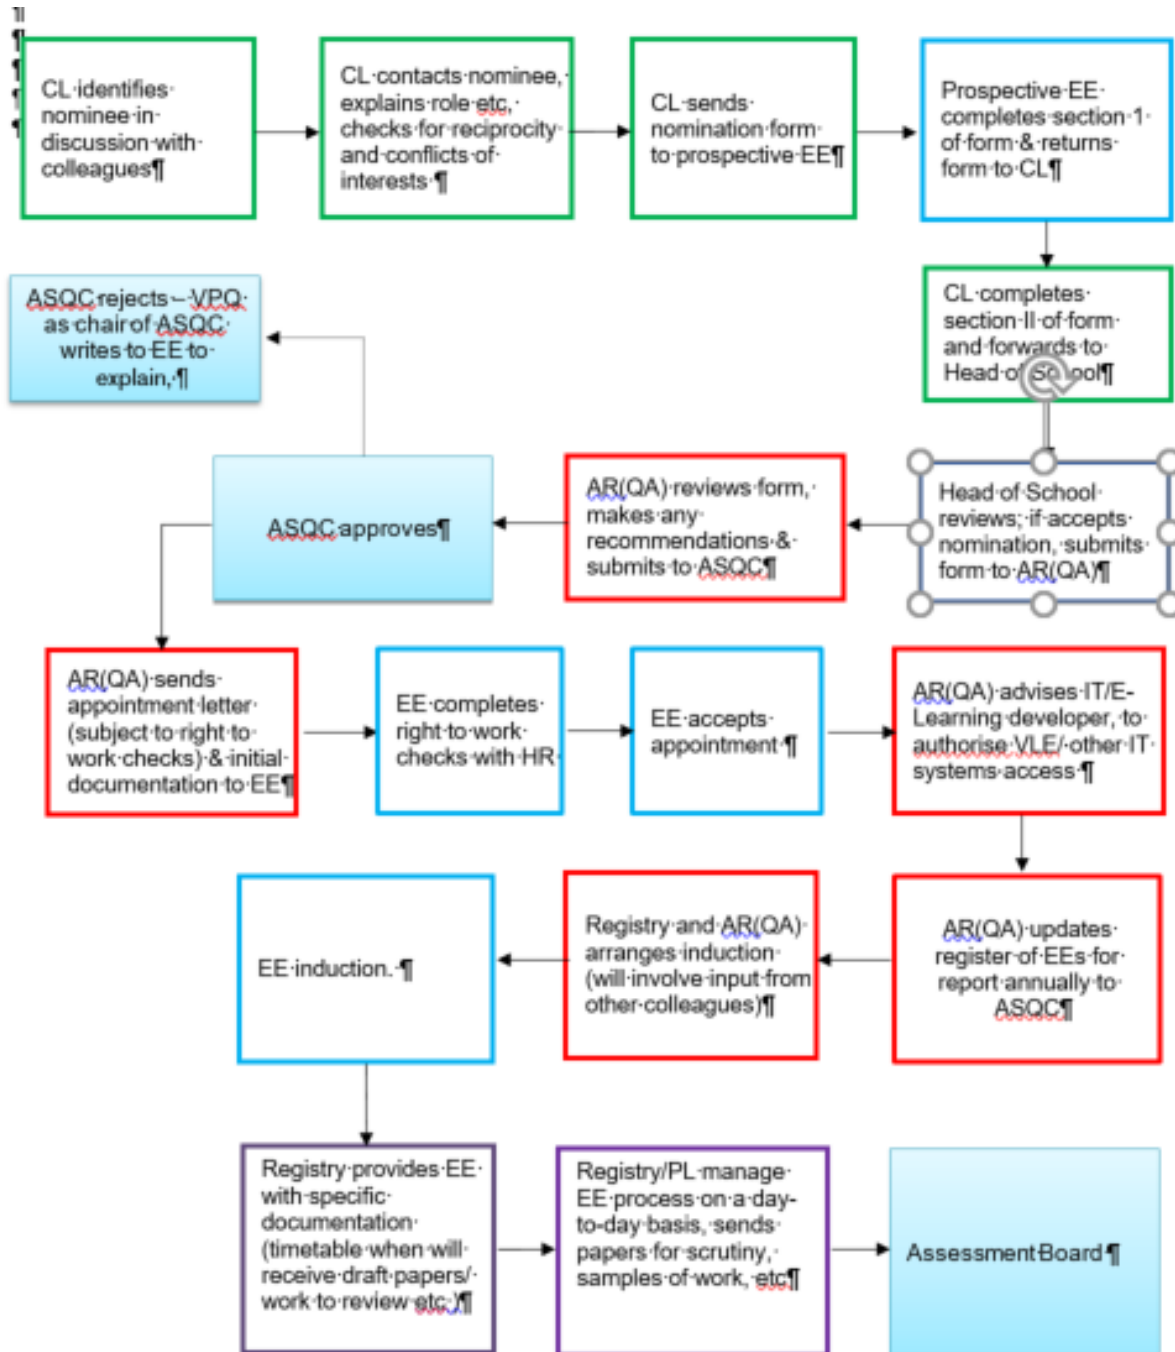 ¶
¶
¶
¶
¶
CL·identifies·
nominee·in·
discussion·with·
colleagues¶
CL·contacts·nominee,·
explains·role·etc,·
checks·for·reciprocity·
and·conflicts·of·
interests·¶
CL·sends·
nomination·form·
to·prospective·EE¶
Prospective·EE·
completes·section·1·
of·form·&·returns·
form·to·CL¶
CL·completes·
section·II·of·form·
and·forwards·to·
Head·of·School¶
ASQC·rejects·–·VPQ·
as·chair·of·ASQC·
writes·to·EE·to·
explain,·¶
ASQC·approves¶
AR(QA)·reviews·form,·
makes·any·
recommendations·&·
submits·to·ASQC¶
Head·of·School·
reviews;·if·accepts·
nomination,·submits·
form·to·AR(QA)¶
AR(QA)·sends·
appointment·letter·
(subject·to·right·to·
work·checks)·&·initial·
documentation·to·EE¶
EE·completes·
right·to·work·
checks·with·HR·
EE·accepts·
appointment·¶
AR(QA)·advises·IT/E-
Learning·developer,·to·
authorise·VLE/·other·IT·
systems·access·¶
EE·induction.·¶
Registry·and·AR(QA)·
arranges·induction·
(will·involve·input·from·
other·colleagues)¶
AR(QA)·updates·
register·of·EEs·for·
report·annually·to·
ASQC¶
Registry·provides·EE·
with·specific·
documentation·
(timetable·when·will·
receive·draft·papers/·
work·to·review·etc·)¶
Registry/PL·manage·
EE·process·on·a·day-
to-day·basis,·sends·
papers·for·scrutiny,·
samples·of·work,·etc¶
Assessment·Board·¶